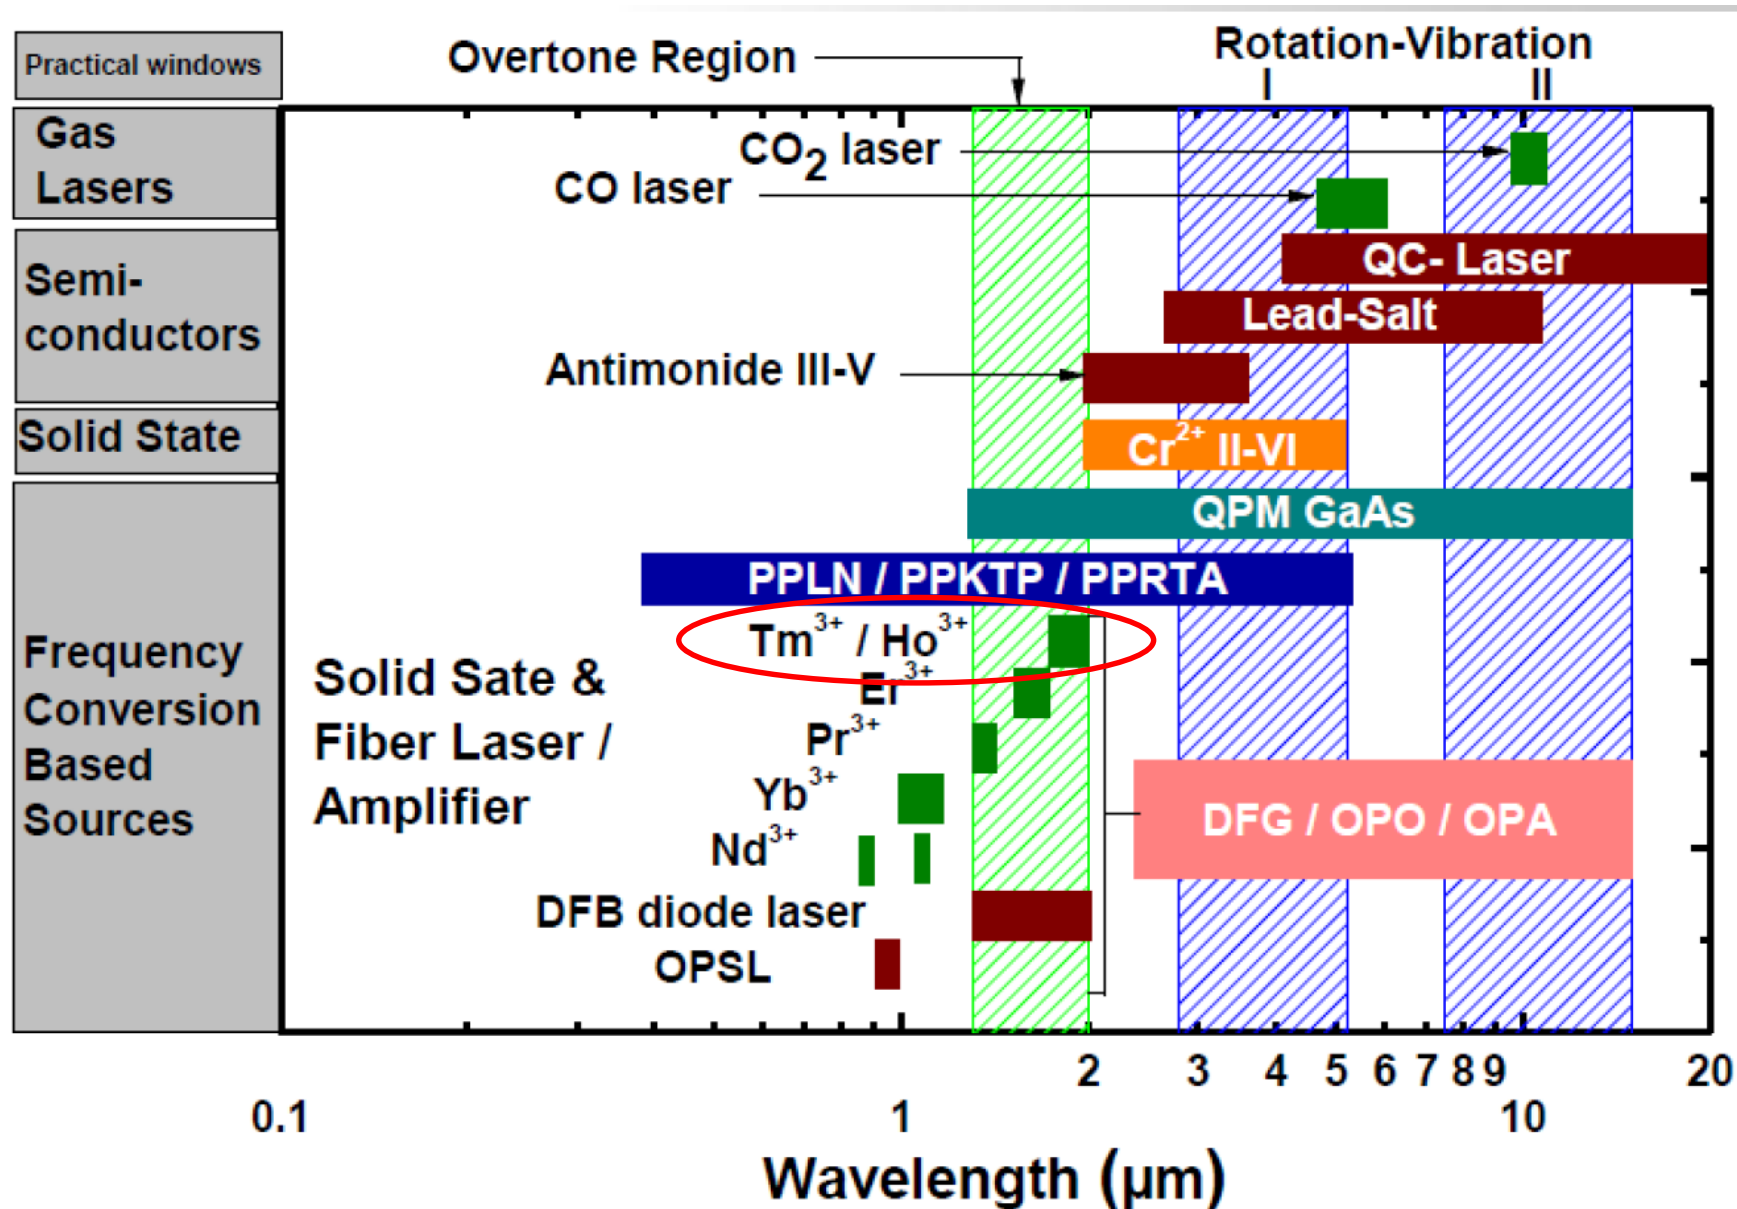 Practical windows
Overtone Region
Rotation-Vibration
I
II
Gas
Lasers
CO2 laser
CO laser
Semi-
conductors
QC- Laser
Lead-Salt
Antimonide III-V
Solid State
Cr2+ II-VI
QPM GaAs
PPLN / PPKTP / PPRTA
Frequency
Conversion
Based
Sources
Solid Sate &
Fiber Laser /
Amplifier
Tm3+ / Ho3+
Er3+
Pr3+
Yb3+
Nd3+
DFB diode laser
OPSL
DFG / OPO / OPA
2 3 4 5 6 7 8 9 20
0.1 1 10
Wavelength (µm)